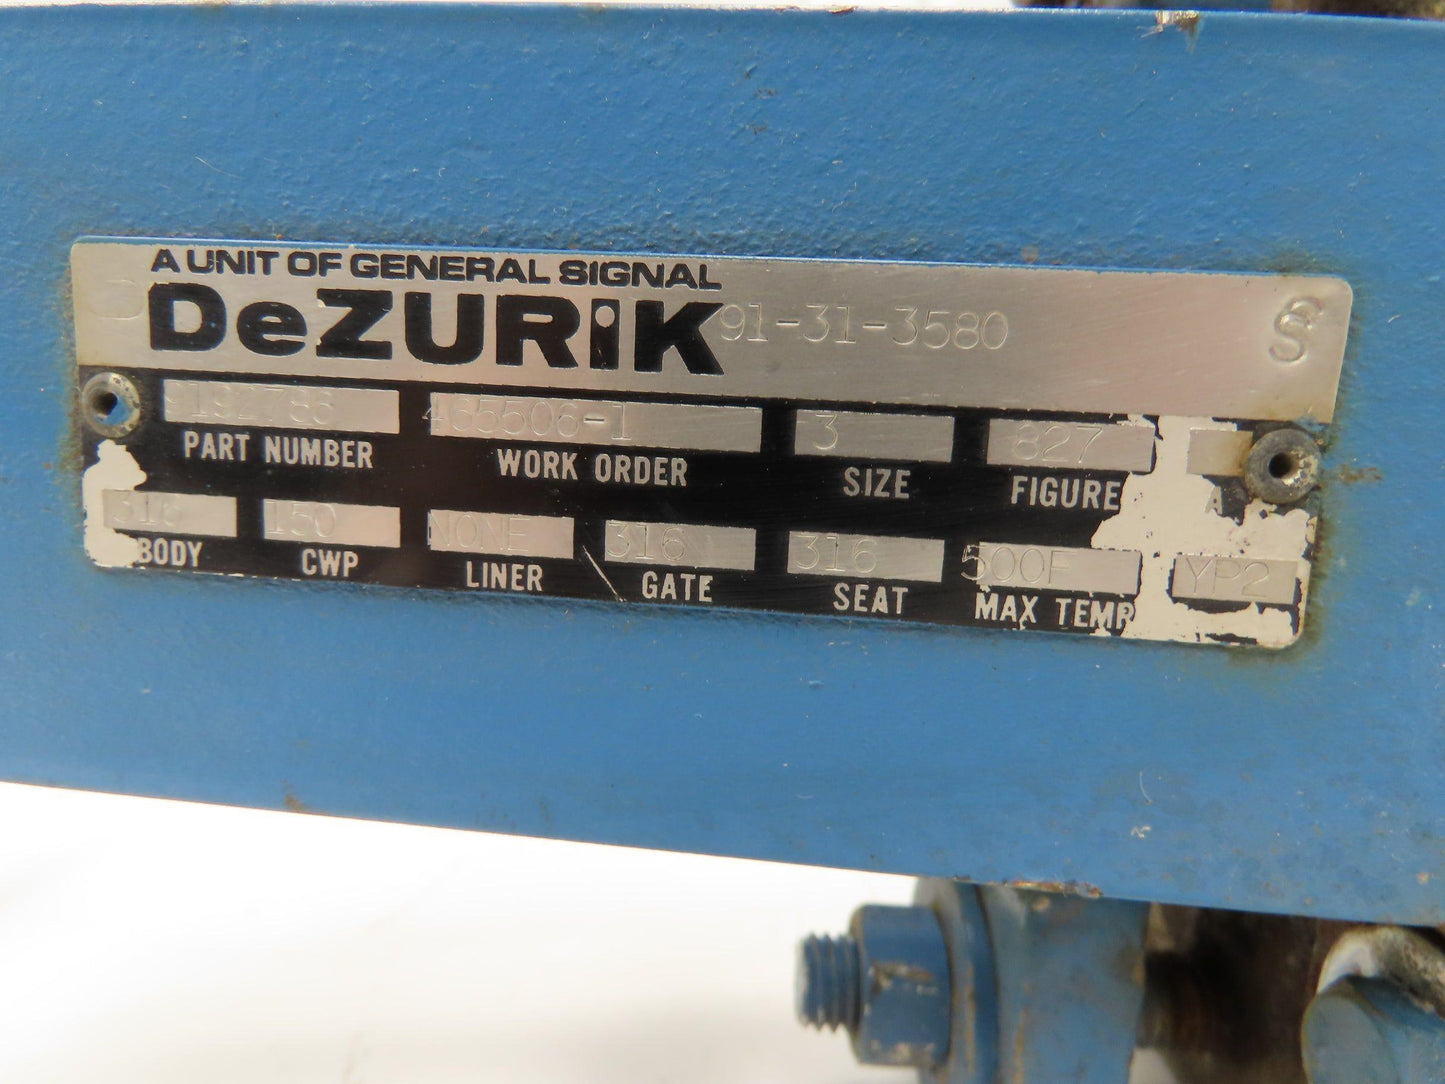 A UNIT OF GENERAL SIGNAL
D DeZURiK 91-31-3580 S
9192786 465506-1 3 827
PART NUMBER WORK ORDER SIZE FIGURE A
316 150 NONE 316 316 500F YP2
BODY CWP LINER GATE SEAT MAX TEMP